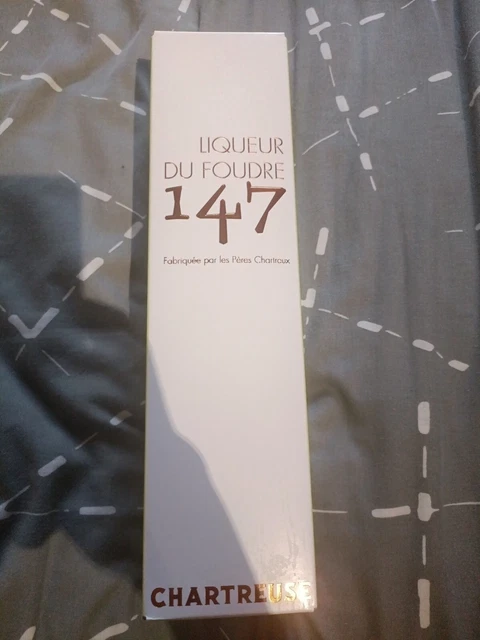 LIQUEUR
DU FOUDRE
147
Fabriquée par les Pères Chartreux
CHARTREUSE